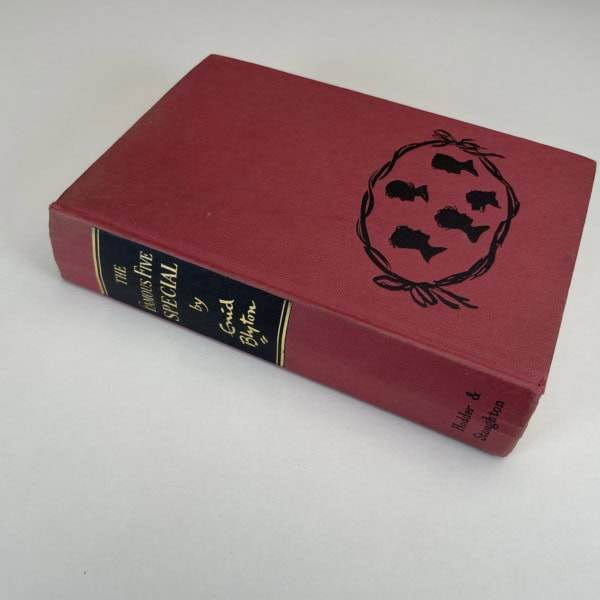 THE
FAMOUS FIVE
SPECIAL
by
Enid
Blyton
Hodder &
Stoughton